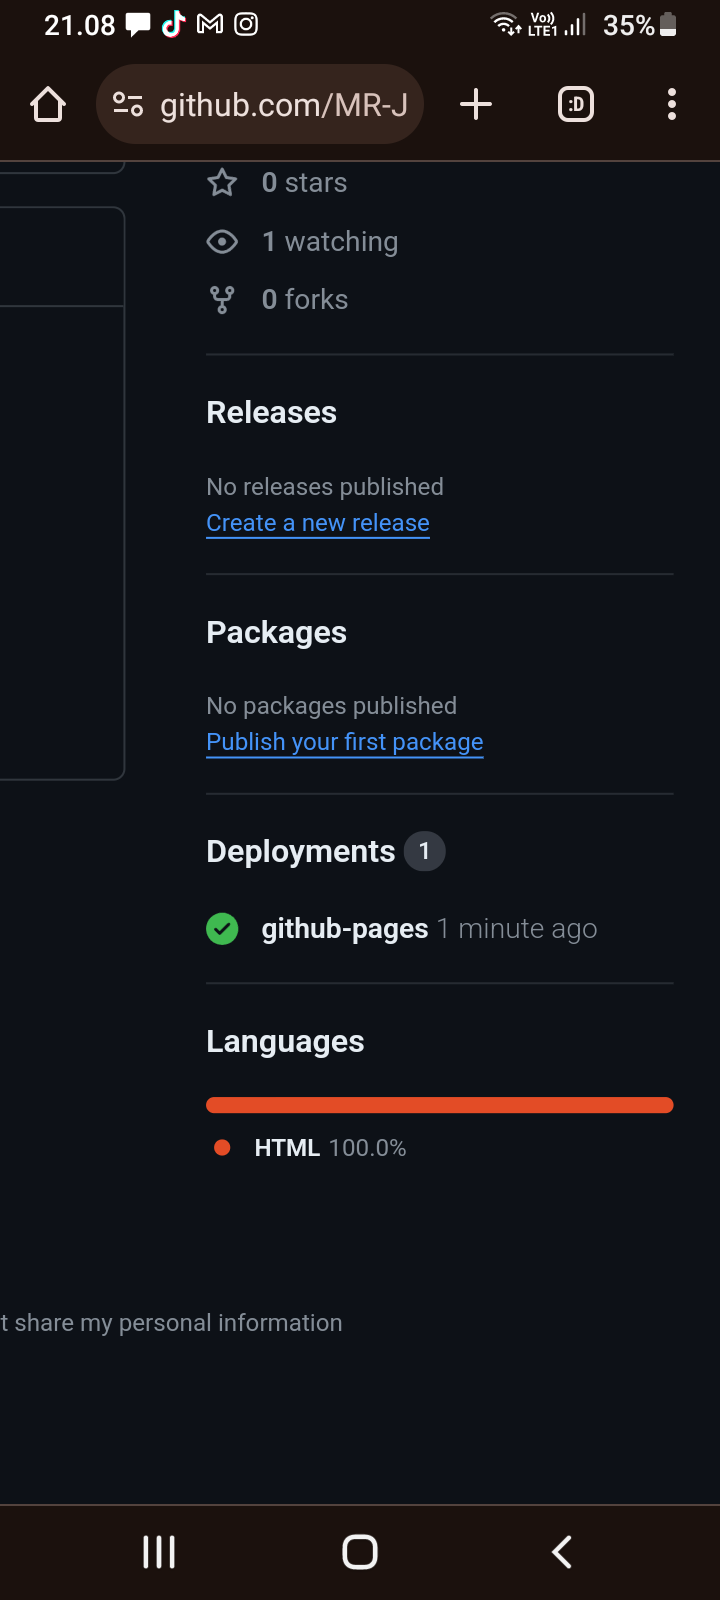 21.08
Vo)) LTE1 35%
github.com/MR-J
:D
0 stars
1 watching
0 forks
Releases
No releases published
Create a new release
Packages
No packages published
Publish your first package
Deployments 1
github-pages 1 minute ago
Languages
HTML 100.0%
t share my personal information